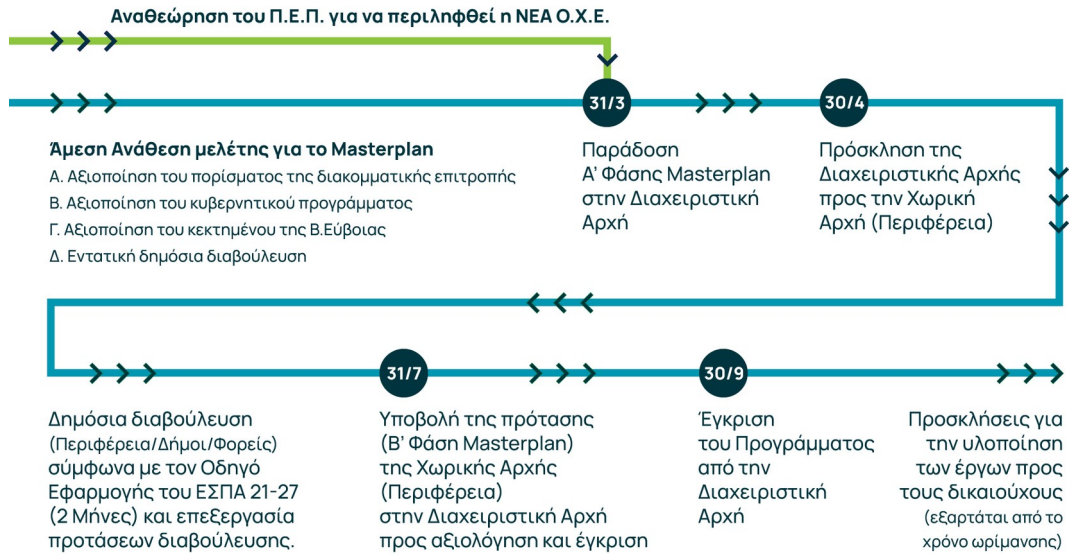 Αναθεώρηση του Π.Ε.Π. για να περιληφθεί η ΝΕΑ Ο.Χ.Ε.
31/3
30/4
Άμεση Ανάθεση μελέτης για το Masterplan
Α. Αξιοποίηση του πορίσματος της διακομματικής επιτροπής
Β. Αξιοποίηση του κυβερνητικού προγράμματος
Γ. Αξιοποίηση του κεκτημένου της Β.Εύβοιας
Δ. Εντατική δημόσια διαβούλευση
Παράδοση
Α' Φάσης Masterplan
στην Διαχειριστική
Αρχή
Πρόσκληση της
Διαχειριστικής Αρχής
προς την Χωρική
Αρχή (Περιφέρεια)
31/7
30/9
Δημόσια διαβούλευση
(Περιφέρεια/Δήμοι/Φορείς)
σύμφωνα με τον Οδηγό
Εφαρμογής του ΕΣΠΑ 21-27
(2 Μήνες) και επεξεργασία
προτάσεων διαβούλευσης.
Υποβολή της πρότασης
(Β' Φάση Masterplan)
της Χωρικής Αρχής
(Περιφέρεια)
στην Διαχειριστική Αρχή
προς αξιολόγηση και έγκριση
Έγκριση
του Προγράμματος
από την
Διαχειριστική
Αρχή
Προσκλήσεις για
την υλοποίηση
των έργων προς
τους δικαιούχους
(εξαρτάται από το
χρόνο ωρίμανσης)